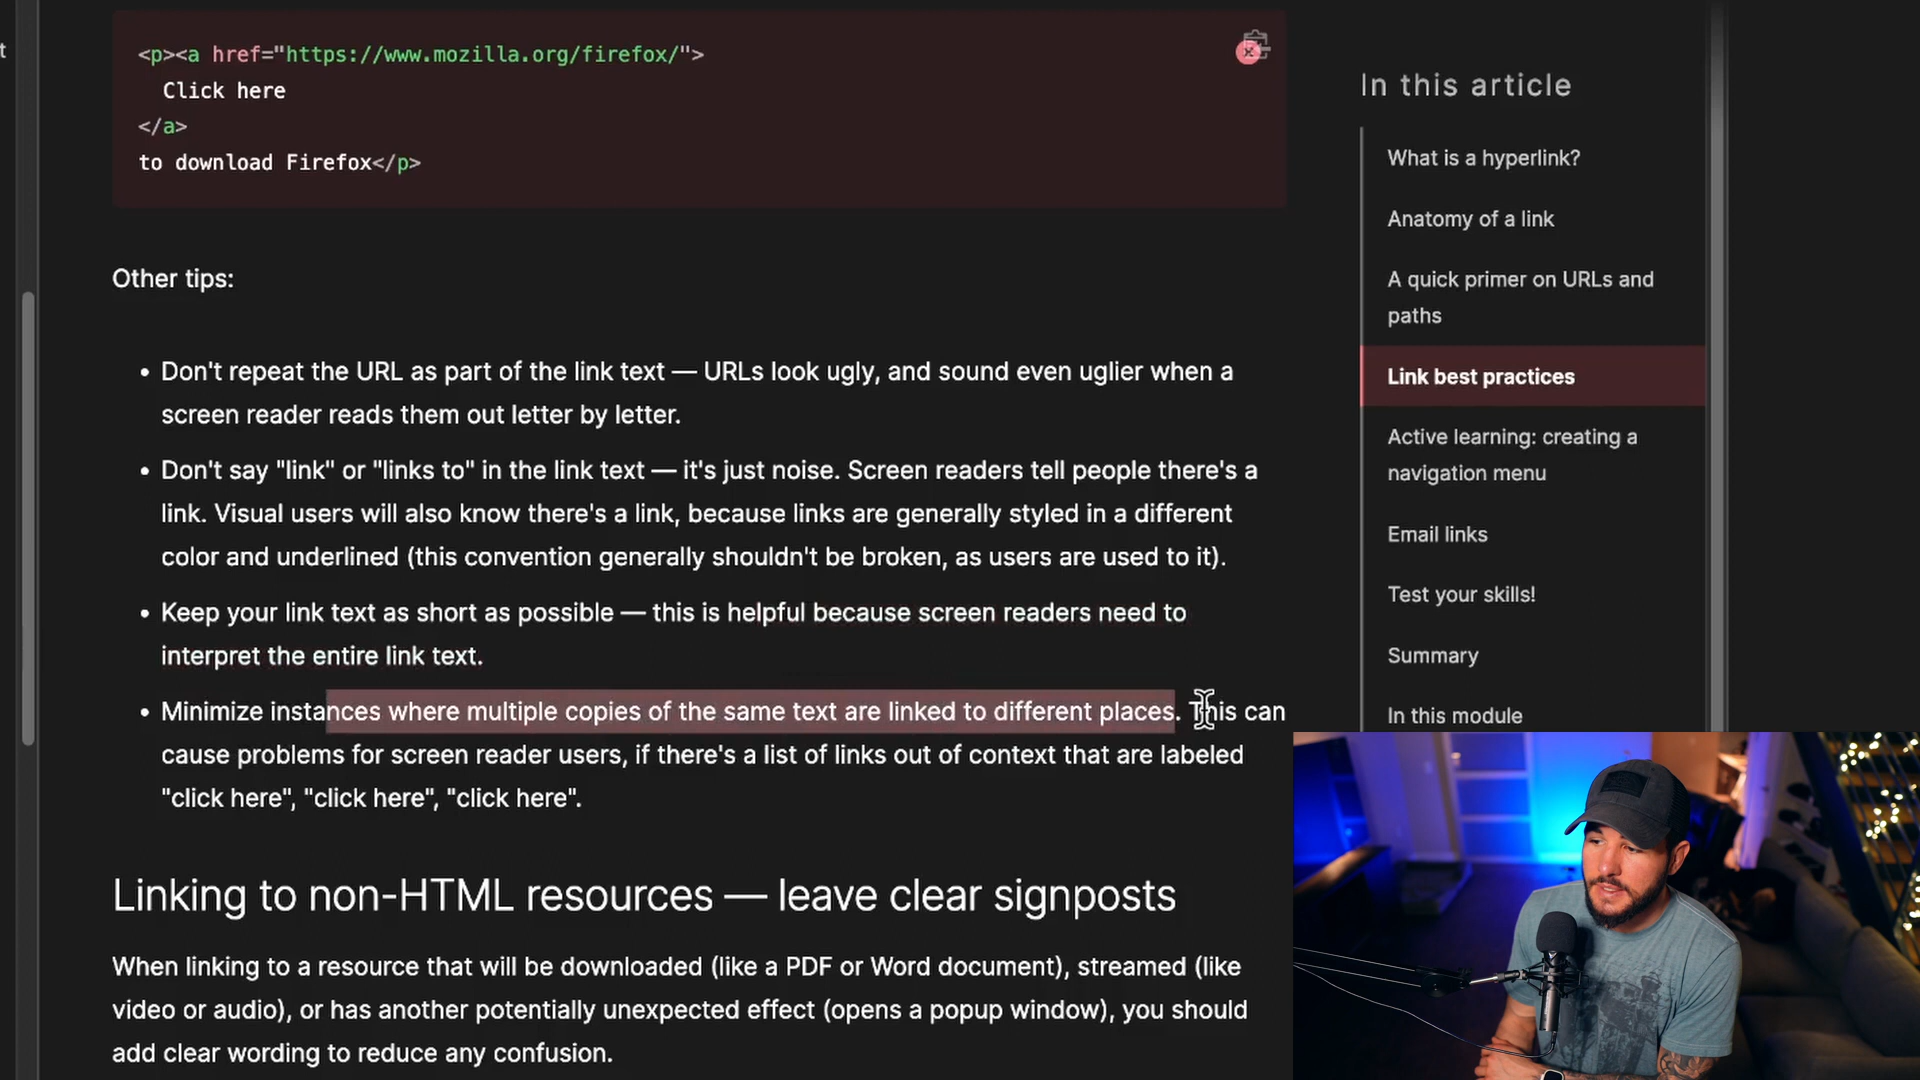 t
<p><a href="https://www.mozilla.org/firefox/">
Click here
</a>
to download Firefox</p>
Other tips:
• Don't repeat the URL as part of the link text — URLs look ugly, and sound even uglier when a
screen reader reads them out letter by letter.
• Don't say "link" or "links to" in the link text — it's just noise. Screen readers tell people there's a
link. Visual users will also know there's a link, because links are generally styled in a different
color and underlined (this convention generally shouldn't be broken, as users are used to it).
• Keep your link text as short as possible — this is helpful because screen readers need to
interpret the entire link text.
• Minimize instances where multiple copies of the same text are linked to different places. This can
cause problems for screen reader users, if there's a list of links out of context that are labeled
"click here", "click here", "click here".
Linking to non-HTML resources — leave clear signposts
When linking to a resource that will be downloaded (like a PDF or Word document), streamed (like
video or audio), or has another potentially unexpected effect (opens a popup window), you should
add clear wording to reduce any confusion.
In this article
What is a hyperlink?
Anatomy of a link
A quick primer on URLs and
paths
Link best practices
Active learning: creating a
navigation menu
Email links
Test your skills!
Summary
In this module